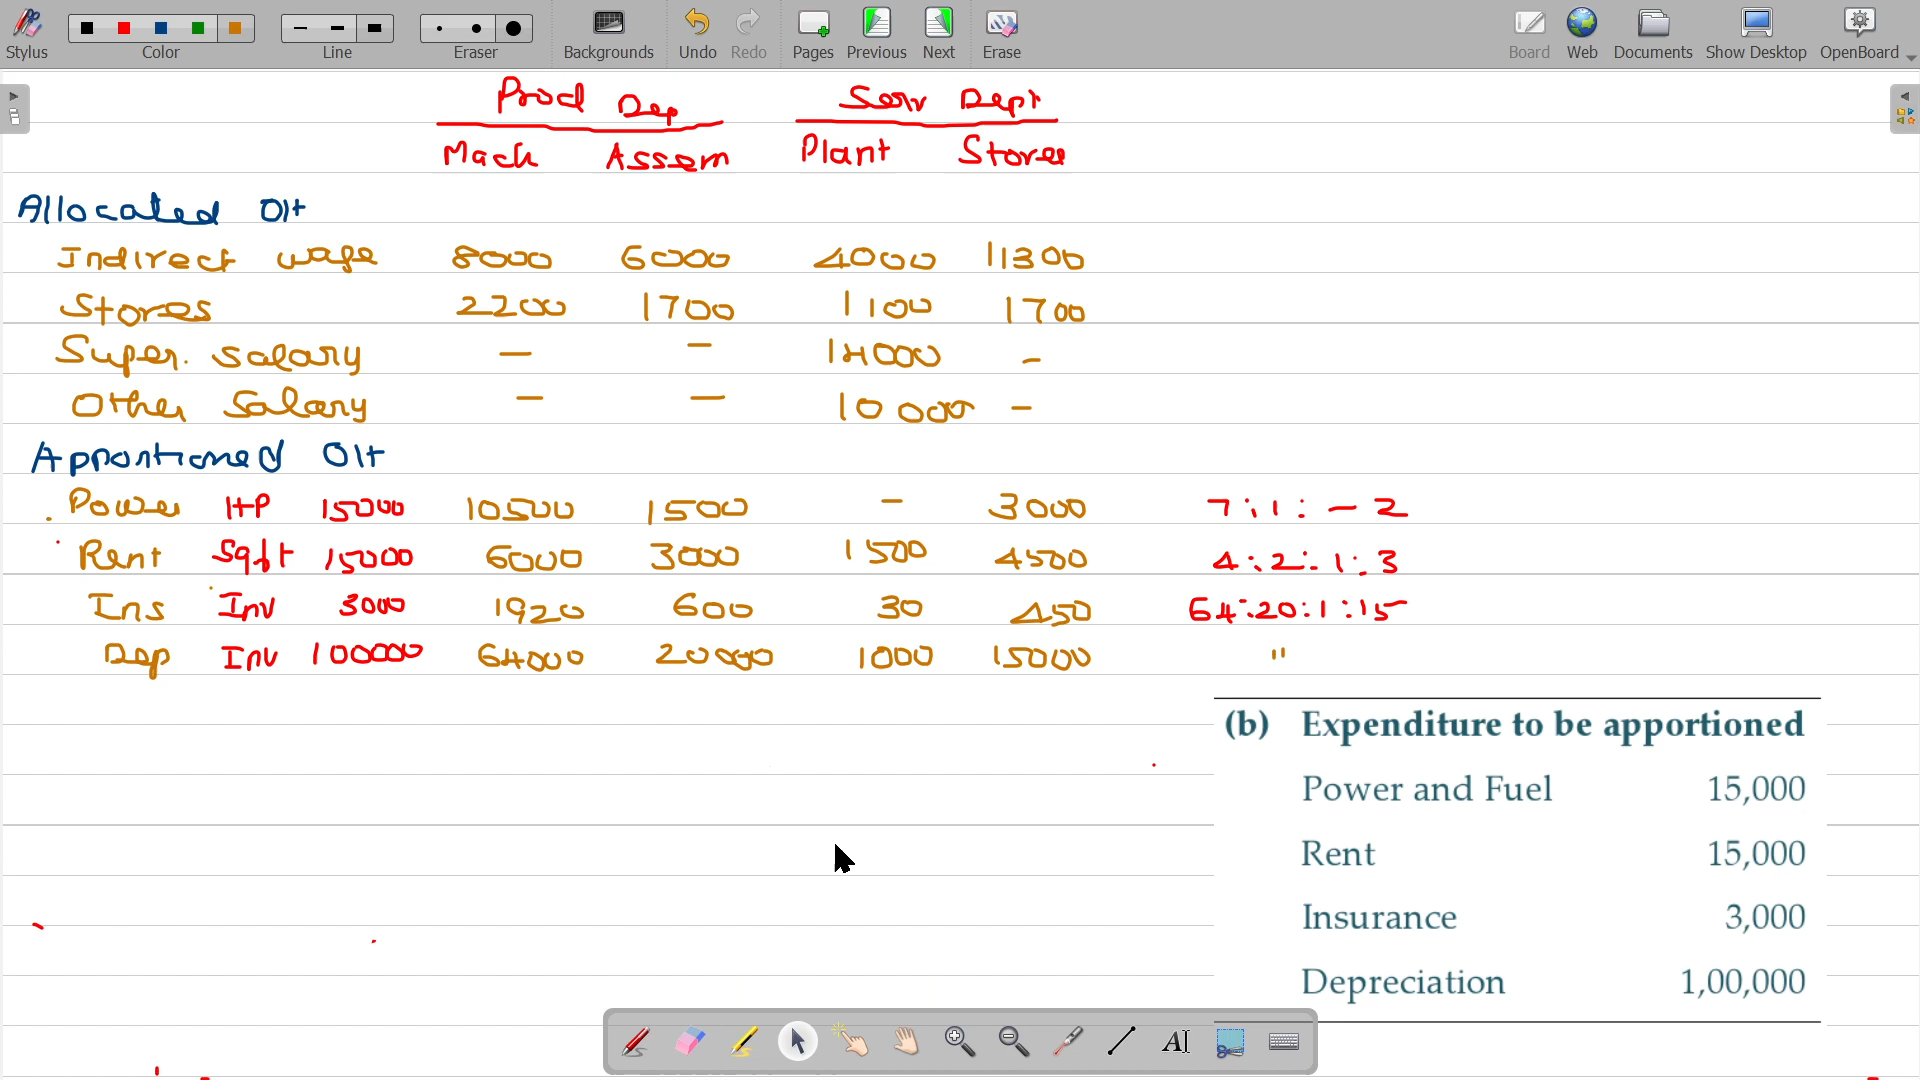 Stylus Color Line Eraser Backgrounds Undo Redo Pages Previous Next Erase Board Web Documents Show Desktop OpenBoard
Prod Dep Serv Dept
Mach Assem Plant Stores
Allocated O/H
Indirect wage 8000 6000 4000 11300
Stores 2200 1700 1100 1700
Super. Salary — - 14000 -
Other Salary — — 10000 -
Apportioned O/H
Power HP 15000 10500 1500 - 3000 7:1: - 2
Rent Sqft 15000 6000 3000 1500 4500 4:2:1:3
Ins Inv 3000 1920 600 30 450 64:20:1:15
Dep Inv 100000 64000 20000 1000 15000 "
(b) Expenditure to be apportioned
Power and Fuel 15,000
Rent 15,000
Insurance 3,000
Depreciation 1,00,000